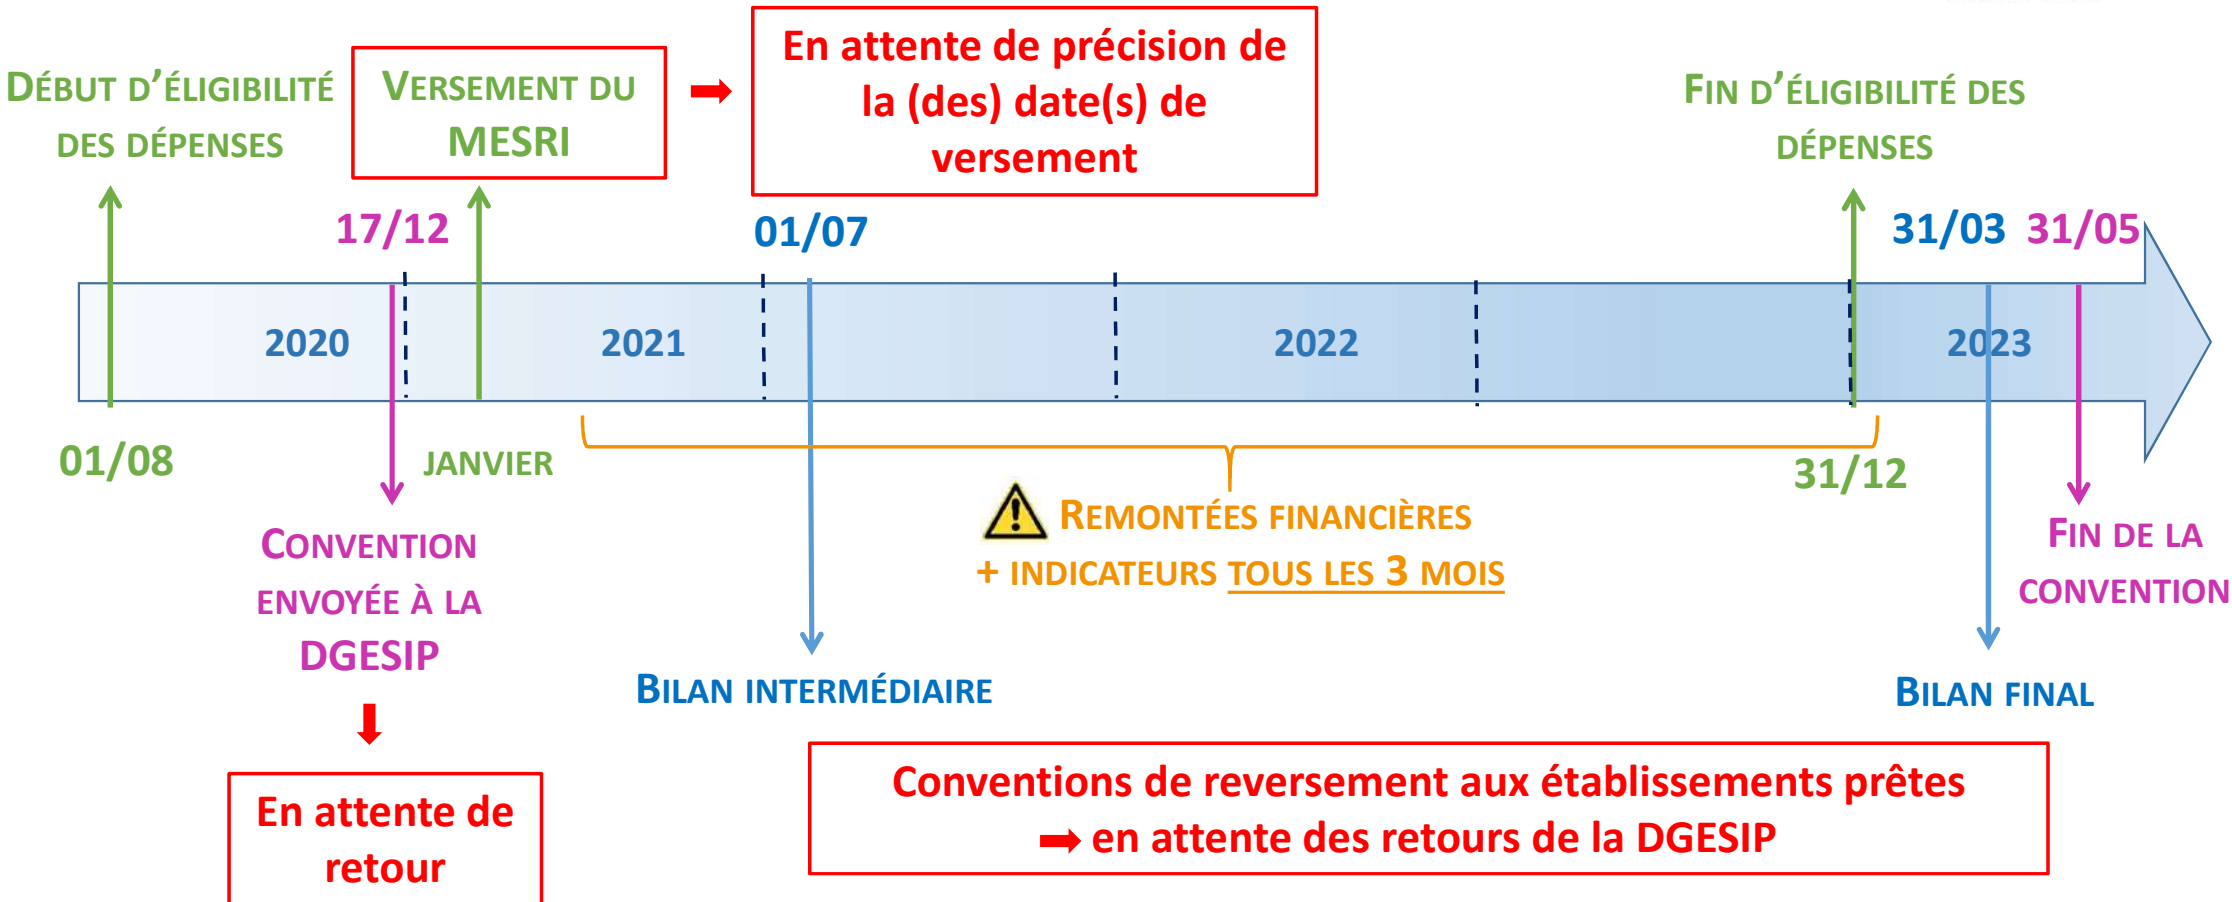 DÉBUT D'ÉLIGIBILITÉ
DES DÉPENSES
VERSEMENT DU
MESRI
En attente de précision de
la (des) date(s) de
versement
FIN D'ÉLIGIBILITÉ DES
DÉPENSES
17/12
01/07
31/03
31/05
2020
2021
2022
2023
01/08
JANVIER
31/12
CONVENTION
ENVOYÉE À LA
DGESIP
REMONTÉES FINANCIÈRES
+ INDICATEURS TOUS LES 3 MOIS
FIN DE LA
CONVENTION
BILAN INTERMÉDIAIRE
BILAN FINAL
En attente de
retour
Conventions de reversement aux établissements prêtes
➡ en attente des retours de la DGESIP